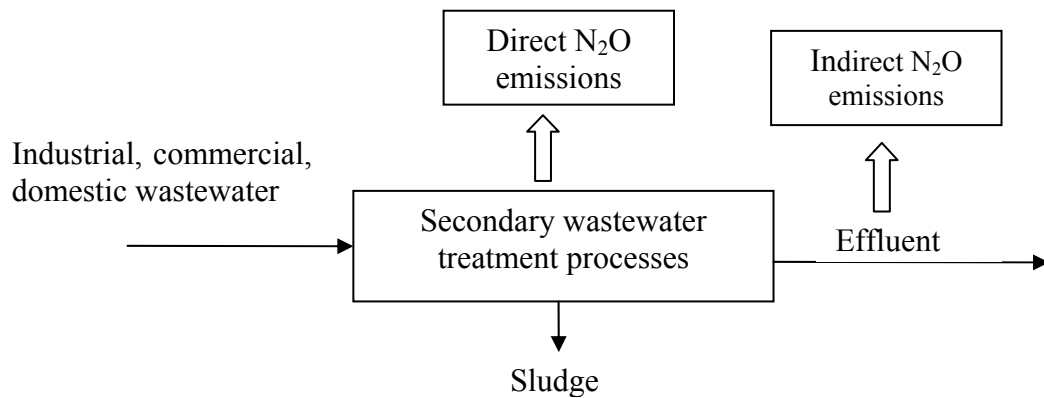 Direct N₂O
emissions
Indirect N₂O
emissions
Industrial, commercial,
domestic wastewater
Secondary wastewater
treatment processes
Effluent
Sludge